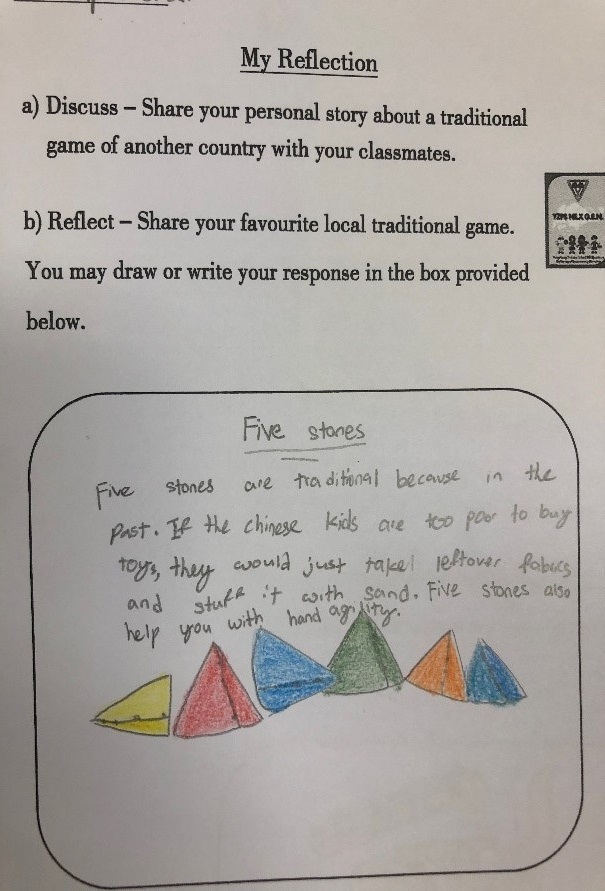 My Reflection
a) Discuss – Share your personal story about a traditional
game of another country with your classmates.
b) Reflect – Share your favourite local traditional game.
You may draw or write your response in the box provided
below.
Five stones
Five stones are traditional because in the
past. If the chinese kids are too poor to buy
toys, they would just take leftover fabrics
and stuff it with sand. Five stones also
help you with hand agility.